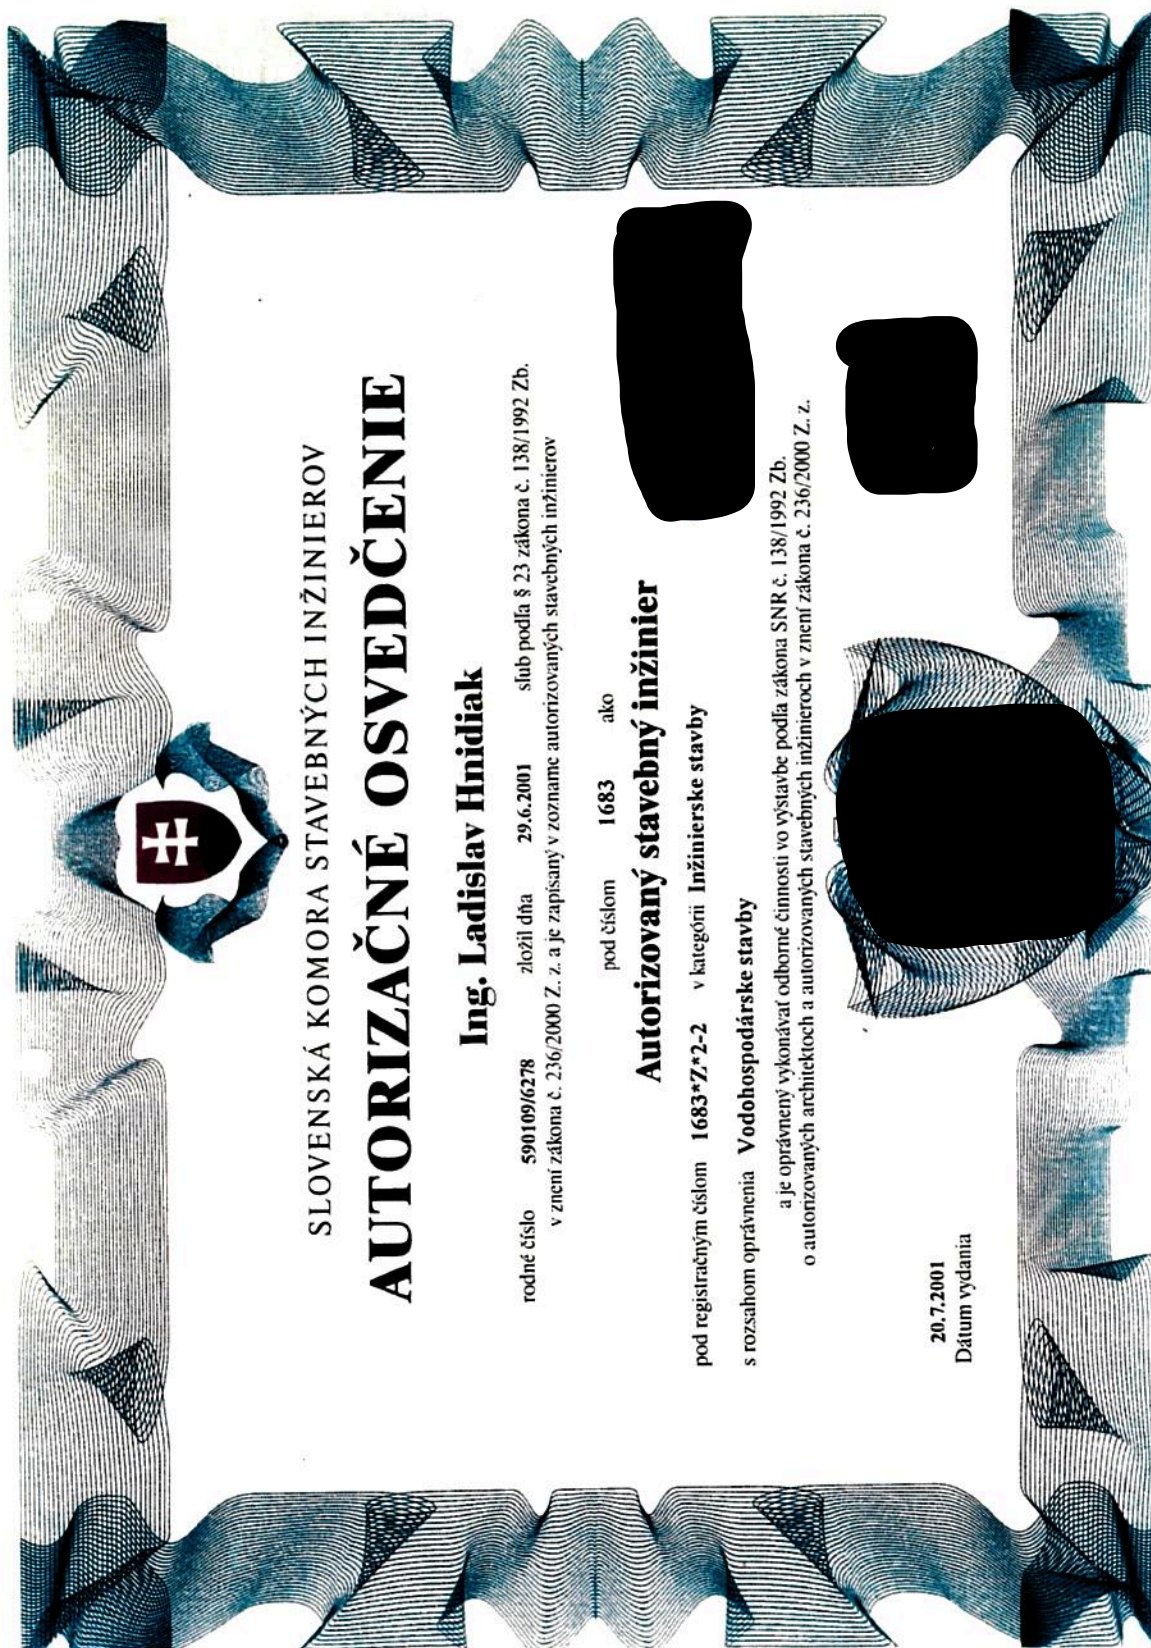 SLOVENSKÁ KOMORA STAVEBNÝCH INŽINIEROV
AUTORIZAČNÉ OSVEDČENIE
Ing. Ladislav Hnidiak
rodné číslo 590109/6278 zložil dňa 29.6.2001 sľub podľa § 23 zákona č. 138/1992 Zb.
v znení zákona č. 236/2000 Z. z. a je zapísaný v zozname autorizovaných stavebných inžinierov
pod číslom 1683 ako
Autorizovaný stavebný inžinier
pod registračným číslom 1683*Z*2-2 v kategórii Inžinierske stavby
s rozsahom oprávnenia Vodohospodárske stavby
a je oprávnený vykonávať odborné činnosti vo výstavbe podľa zákona SNR č. 138/1992 Zb.
o autorizovaných architektoch a autorizovaných stavebných inžinieroch v znení zákona č. 236/2000 Z. z.
20.7.2001
Dátum vydania